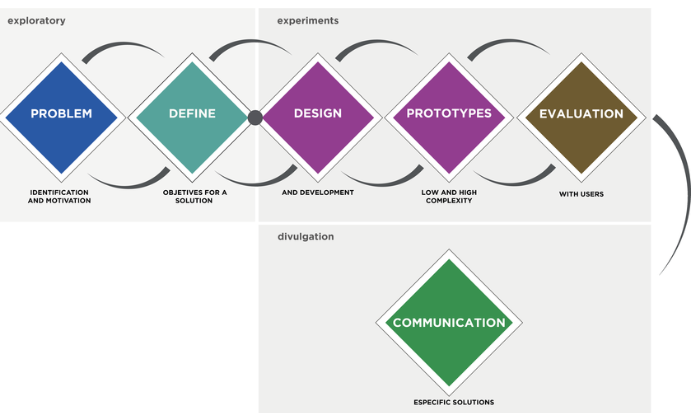 exploratory
experiments
PROBLEM
DEFINE
DESIGN
PROTOTYPES
EVALUATION
IDENTIFICATION
AND MOTIVATION
OBJETIVES FOR A
SOLUTION
AND DEVELOPMENT
LOW AND HIGH
COMPLEXITY
WITH USERS
divulgation
COMMUNICATION
ESPECIFIC SOLUTIONS